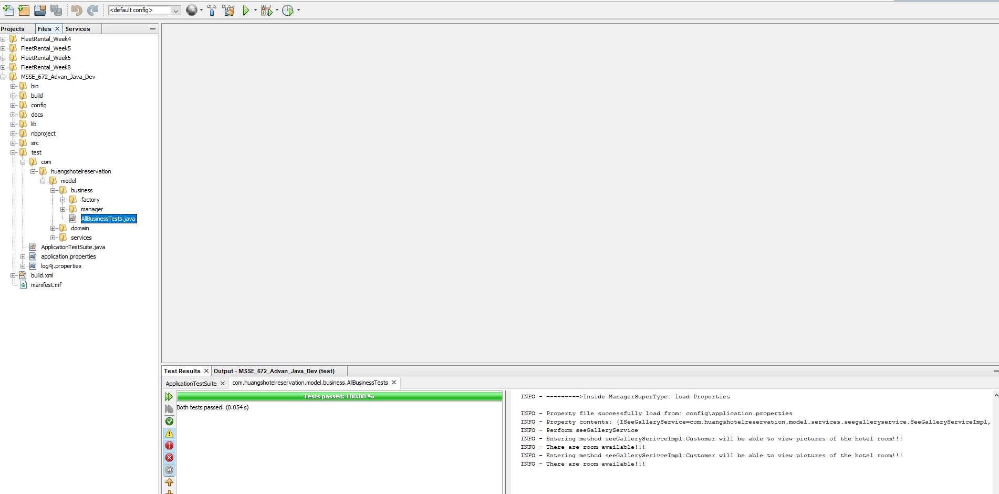 <default config>
Projects
Files
Services
FleetRental_Week4
FleetRental_Week5
FleetRental_Week6
FleetRental_Week8
MSSE_672_Advan_Java_Dev
bin
build
config
docs
lib
nbproject
src
test
com
huangshotelreservation
model
business
factory
manager
AllBusinessTests.java
domain
services
ApplicationTestSuite.java
application.properties
log4j.properties
build.xml
manifest.mf
Test Results
Output - MSSE_672_Advan_Java_Dev (test)
ApplicationTestSuite
com.huangshotelreservation.model.business.AllBusinessTests
Tests passed: 100.00 %
Both tests passed. (0.054 s)
INFO - --------->Inside ManagerSuperType: load Properties
INFO - Property file successfully load from: config\application.properties
INFO - Property contents: {ISeeGalleryService=com.huangshotelreservation.model.services.seegalleryservice.SeeGalleryServiceImpl,
INFO - Perform seeGalleryService
INFO - Entering method seeGallerySerivceImpl:Customer will be able to view pictures of the hotel room!!!
INFO - There are room available!!!
INFO - Entering method seeGallerySerivceImpl:Customer will be able to view pictures of the hotel room!!!
INFO - There are room available!!!